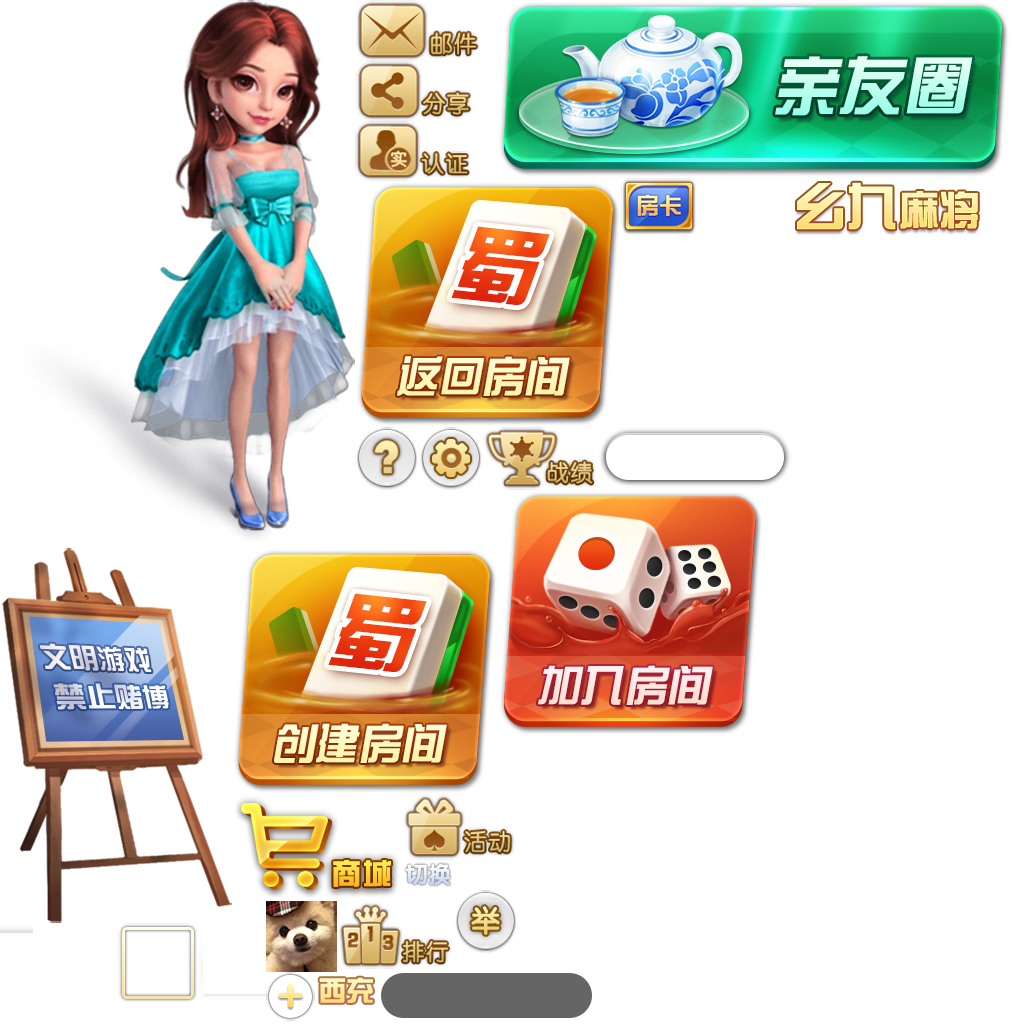 邮件
分享
实
认证
亲友圈
房卡
幺九麻将
蜀
返回房间
?
战绩
文明游戏
禁止赌博
蜀
创建房间
加入房间
商城
活动
切换
举
2 1 3
排行
西充